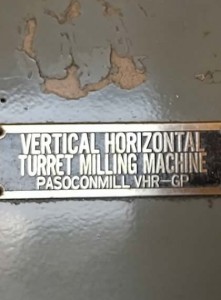 VERTICAL HORIZONTAL
TURRET MILLING MACHINE
PASOCONMILL VHR-GP